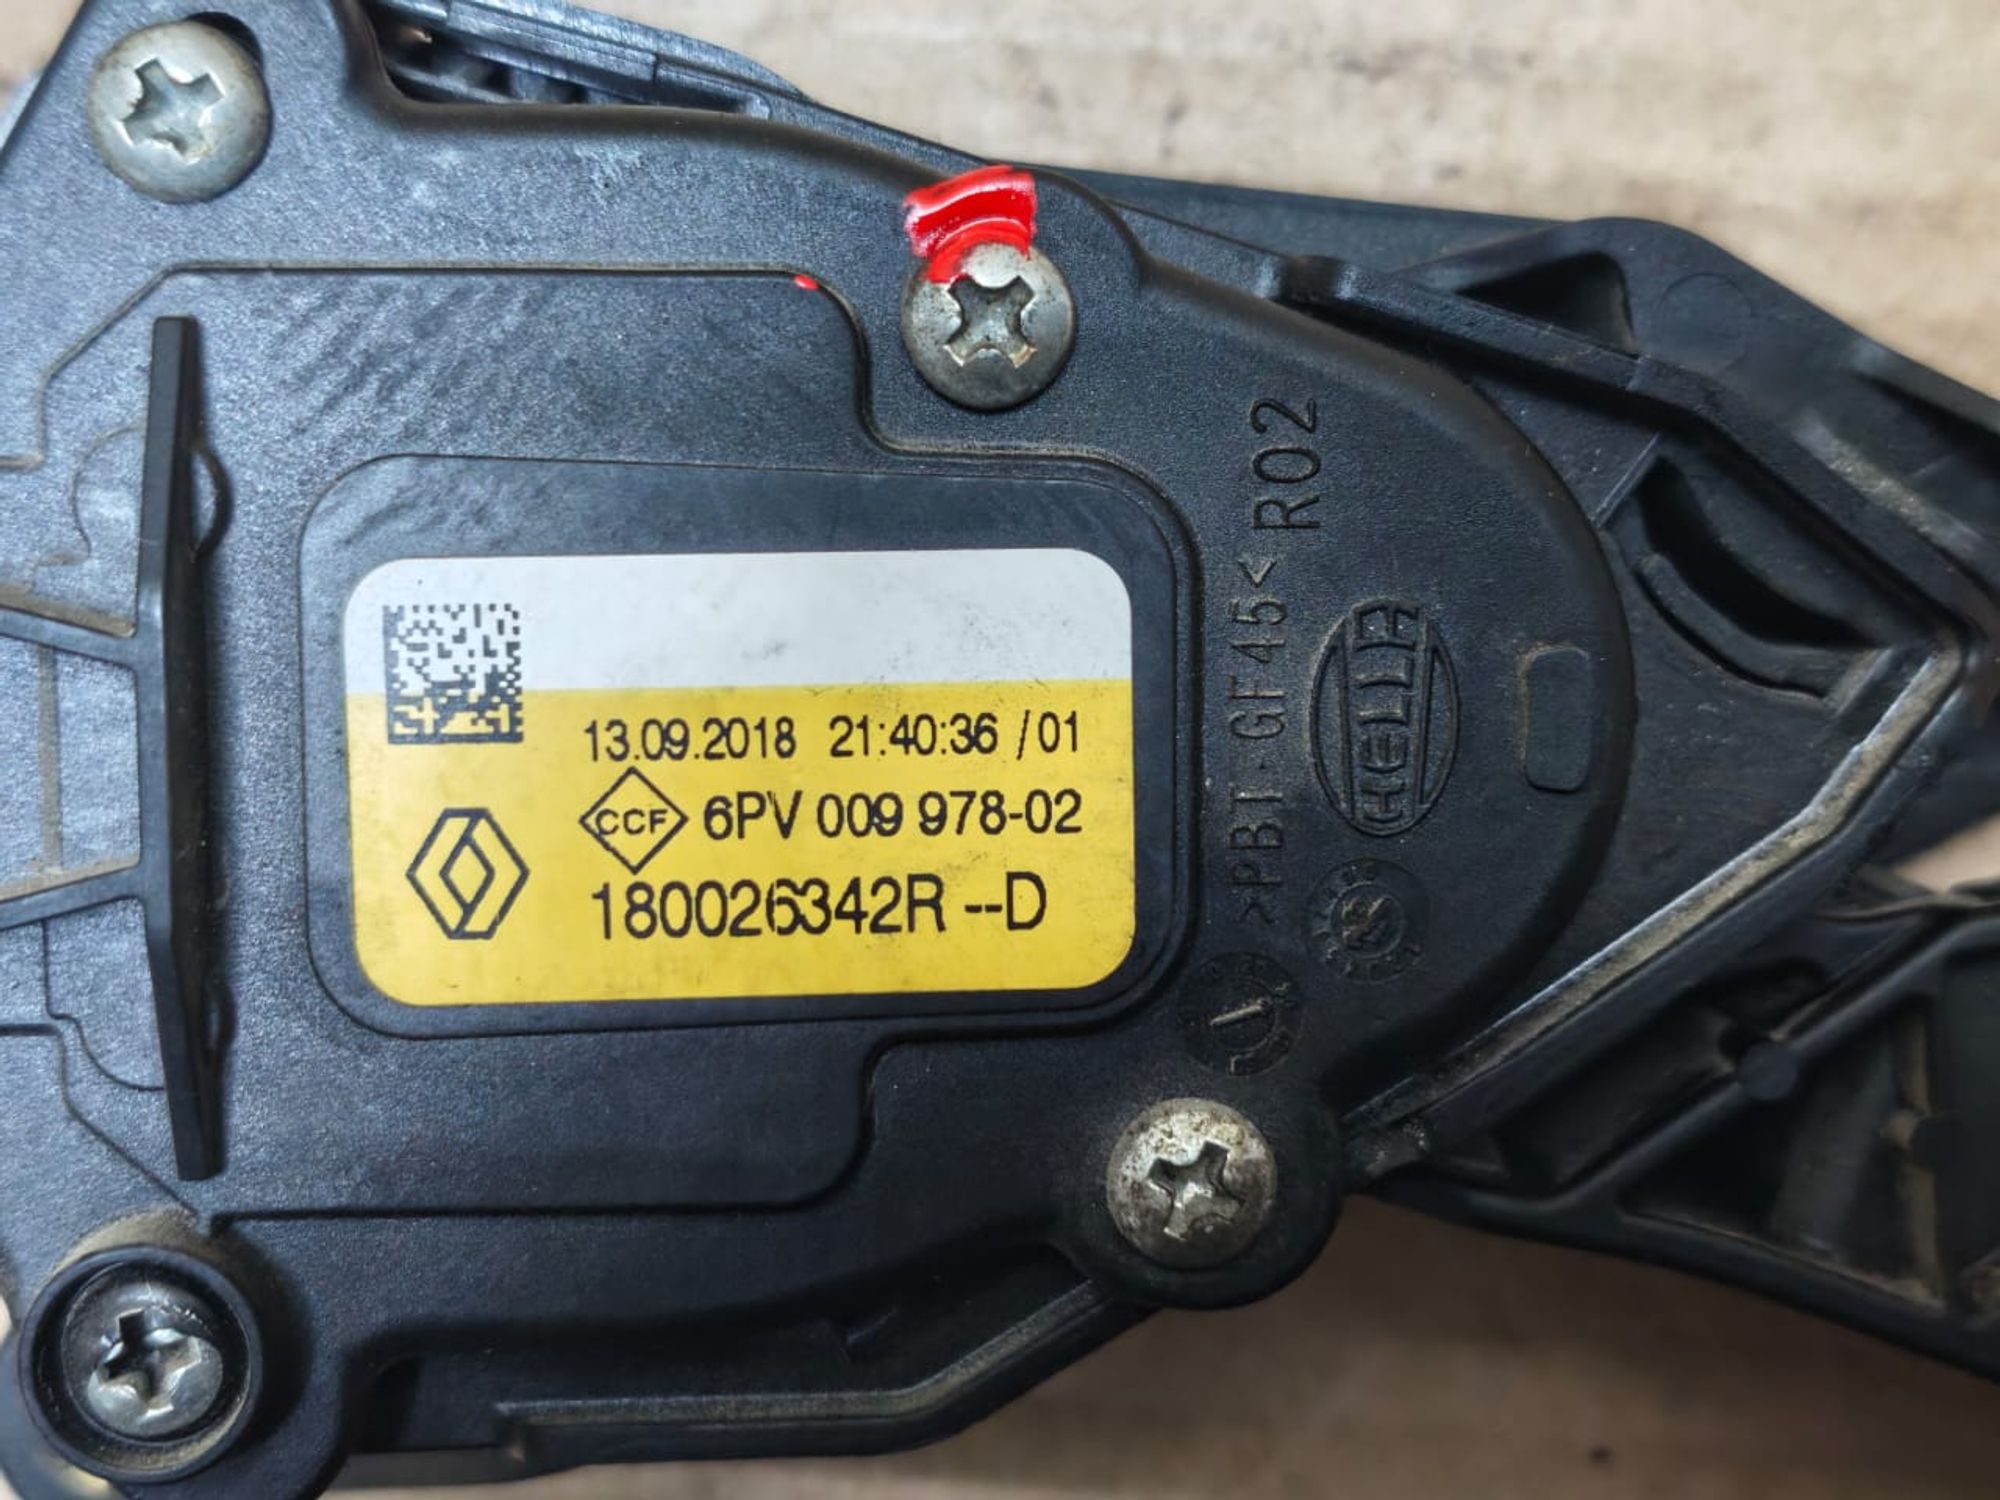 13.09.2018 21:40:36 /01
CCF 6PV 009 978-02
180026342R --D
>PBT-GF45< R02
HELLA